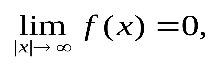 lim f(x)=0,
|x|→∞